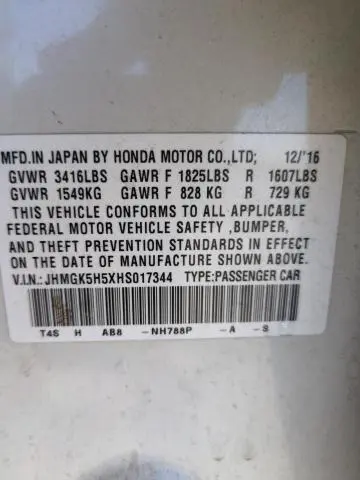 MFD.IN JAPAN BY HONDA MOTOR CO.,LTD; 12/'16
GVWR 3416LBS GAWR F 1825LBS R 1607LBS
GVWR 1549KG GAWR F 828 KG R 729 KG
THIS VEHICLE CONFORMS TO ALL APPLICABLE
FEDERAL MOTOR VEHICLE SAFETY ,BUMPER,
AND THEFT PREVENTION STANDARDS IN EFFECT
ON THE DATE OF MANUFACTURE SHOWN ABOVE.
V.I.N.: JHMGK5H5XHS017344 TYPE:PASSENGER CAR
T4S H AB8 -NH788P -A -S